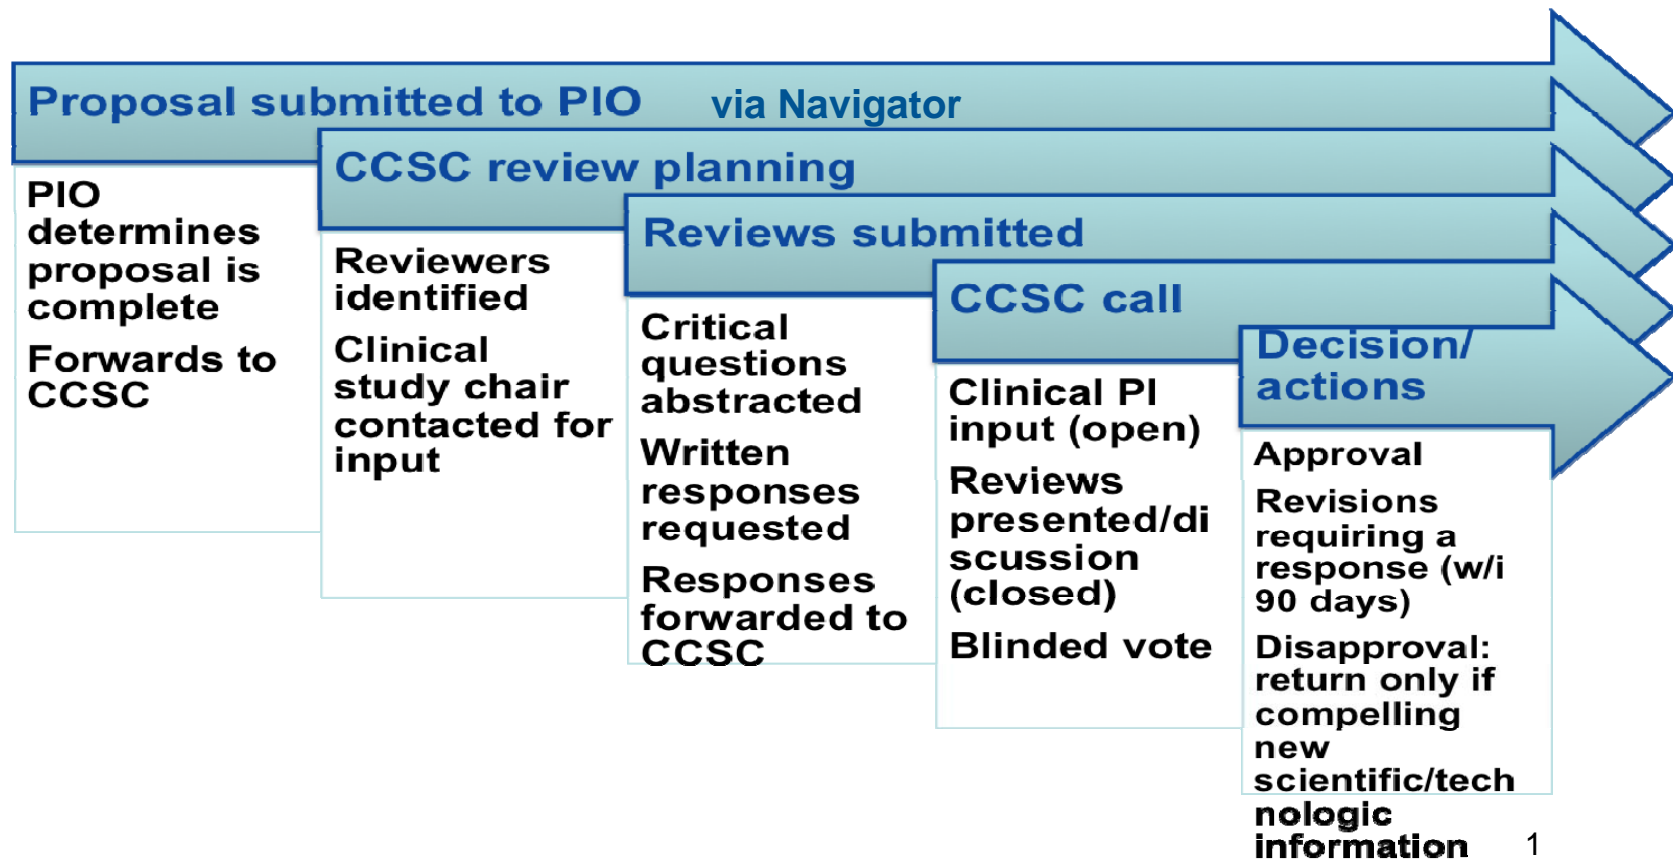 Proposal submitted to PIO via Navigator
PIO
determines
proposal is
complete
Forwards to
CCSC
CCSC review planning
Reviewers
identified
Clinical
study chair
contacted for
input
Reviews submitted
Critical
questions
abstracted
Written
responses
requested
Responses
forwarded to
CCSC
CCSC call
Clinical PI
input (open)
Reviews
presented/di
scussion
(closed)
Blinded vote
Decision/
actions
Approval
Revisions
requiring a
response (w/i
90 days)
Disapproval:
return only if
compelling
new
scientific/tech
nologic
information
1